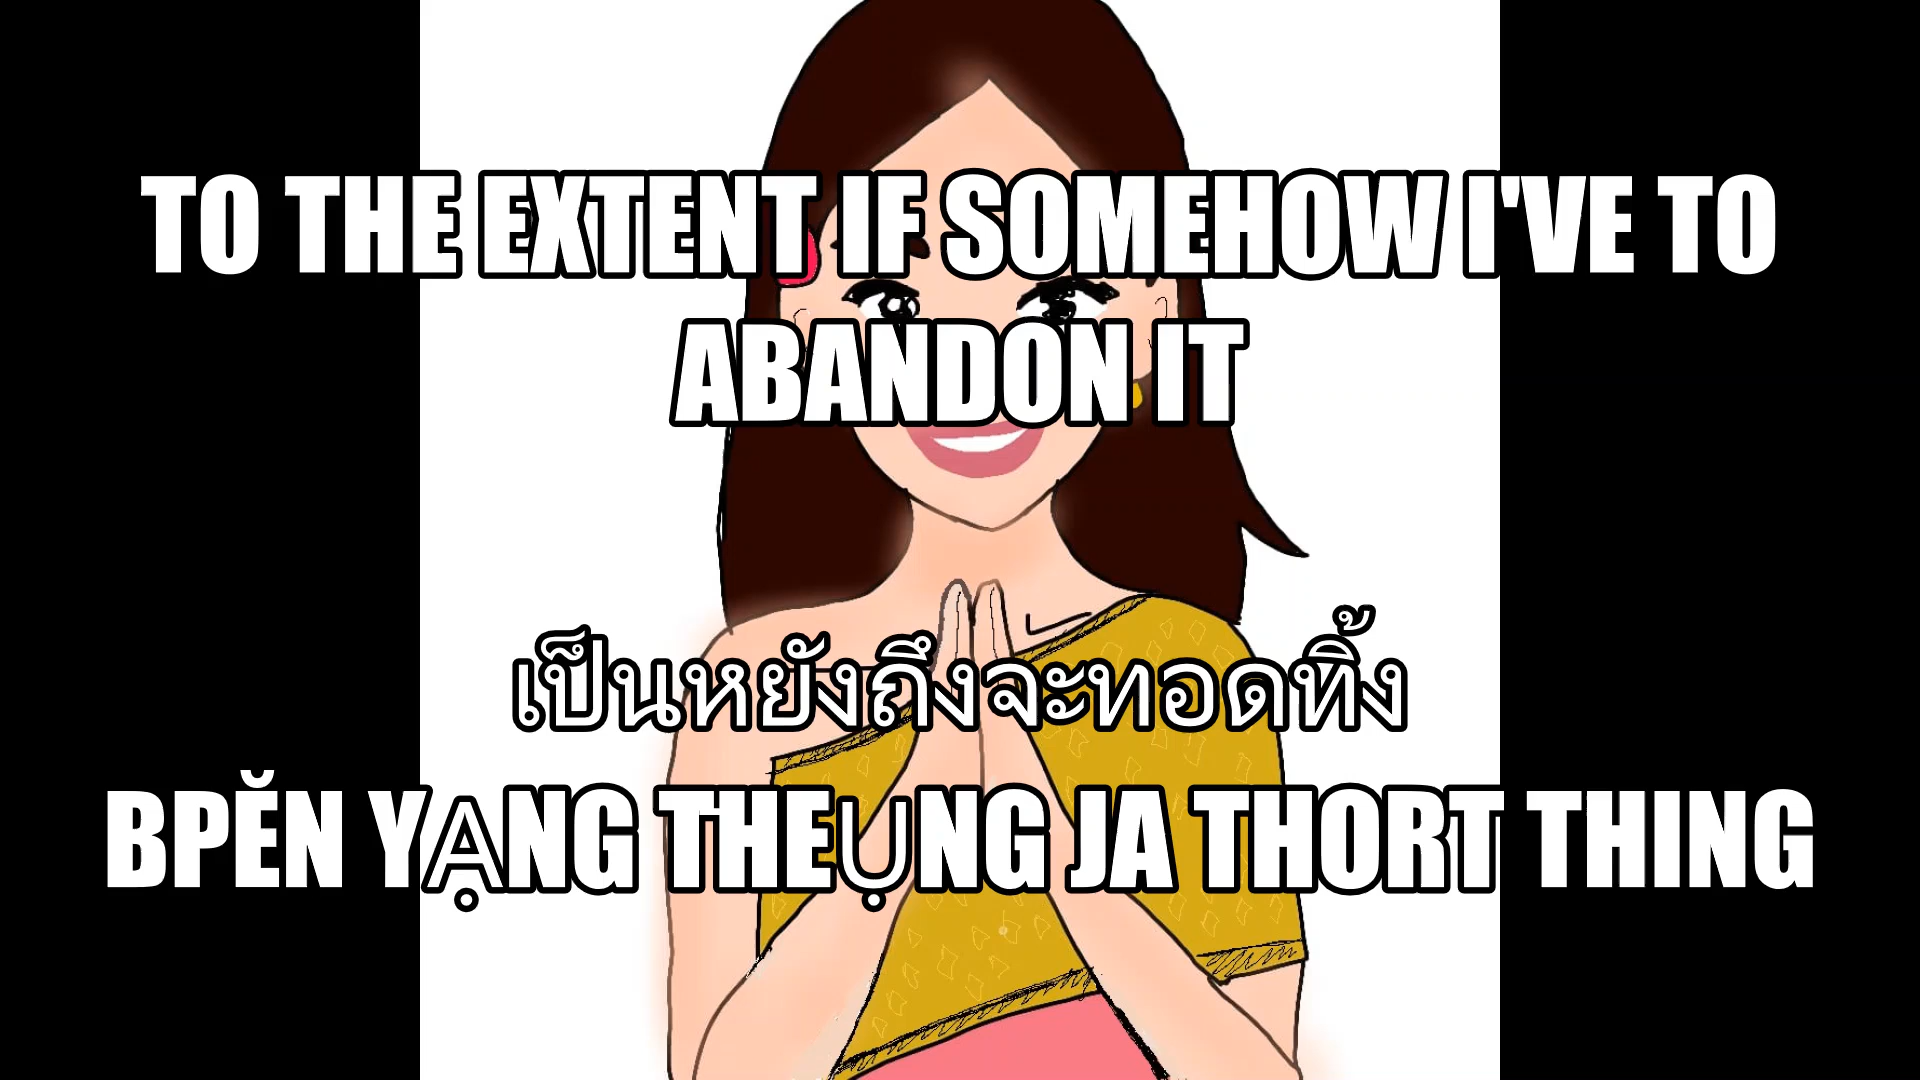 TO THE EXTENT IF SOMEHOW I'VE TO
ABANDON IT
เป็นหยังถึงจะทอดทิ้ง
BPĔN YẠNG THEỤNG JA THORT THING